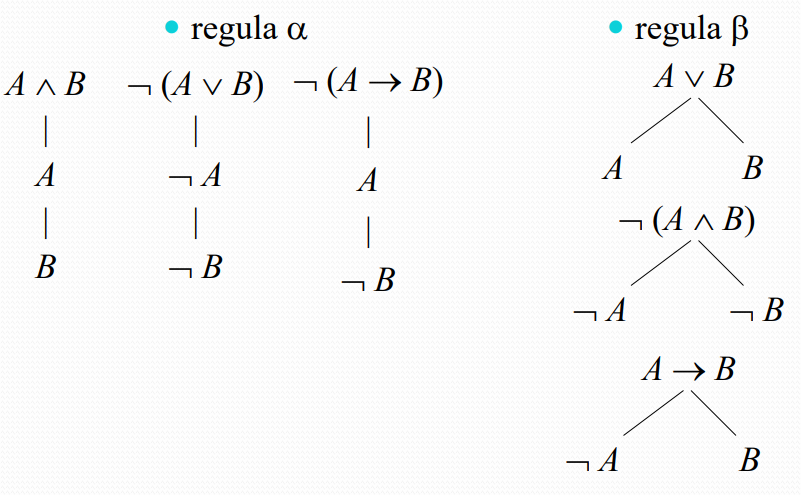 • regula α
A ∧ B
¬ (A ∨ B)
¬ (A → B)
A
¬ A
A
B
¬ B
¬ B
• regula β
A ∨ B
A B
¬ (A ∧ B)
¬ A ¬ B
A → B
¬ A B